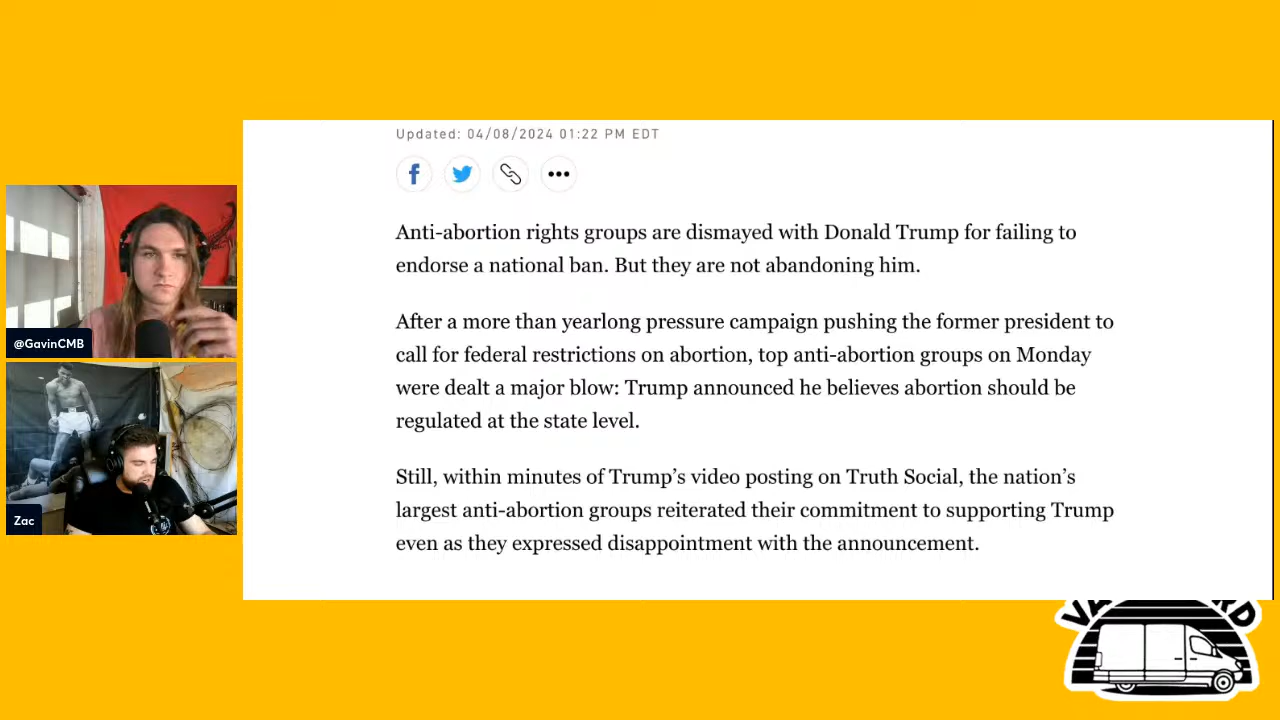 Updated: 04/08/2024 01:22 PM EDT
Anti-abortion rights groups are dismayed with Donald Trump for failing to
endorse a national ban. But they are not abandoning him.
After a more than yearlong pressure campaign pushing the former president to
call for federal restrictions on abortion, top anti-abortion groups on Monday
were dealt a major blow: Trump announced he believes abortion should be
regulated at the state level.
Still, within minutes of Trump’s video posting on Truth Social, the nation’s
largest anti-abortion groups reiterated their commitment to supporting Trump
even as they expressed disappointment with the announcement.
@GavinCMB
Zac